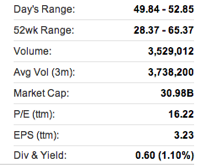 Day's Range: 49.84 - 52.85
52wk Range: 28.37 - 65.37
Volume: 3,529,012
Avg Vol (3m): 3,738,200
Market Cap: 30.98B
P/E (ttm): 16.22
EPS (ttm): 3.23
Div & Yield: 0.60 (1.10%)